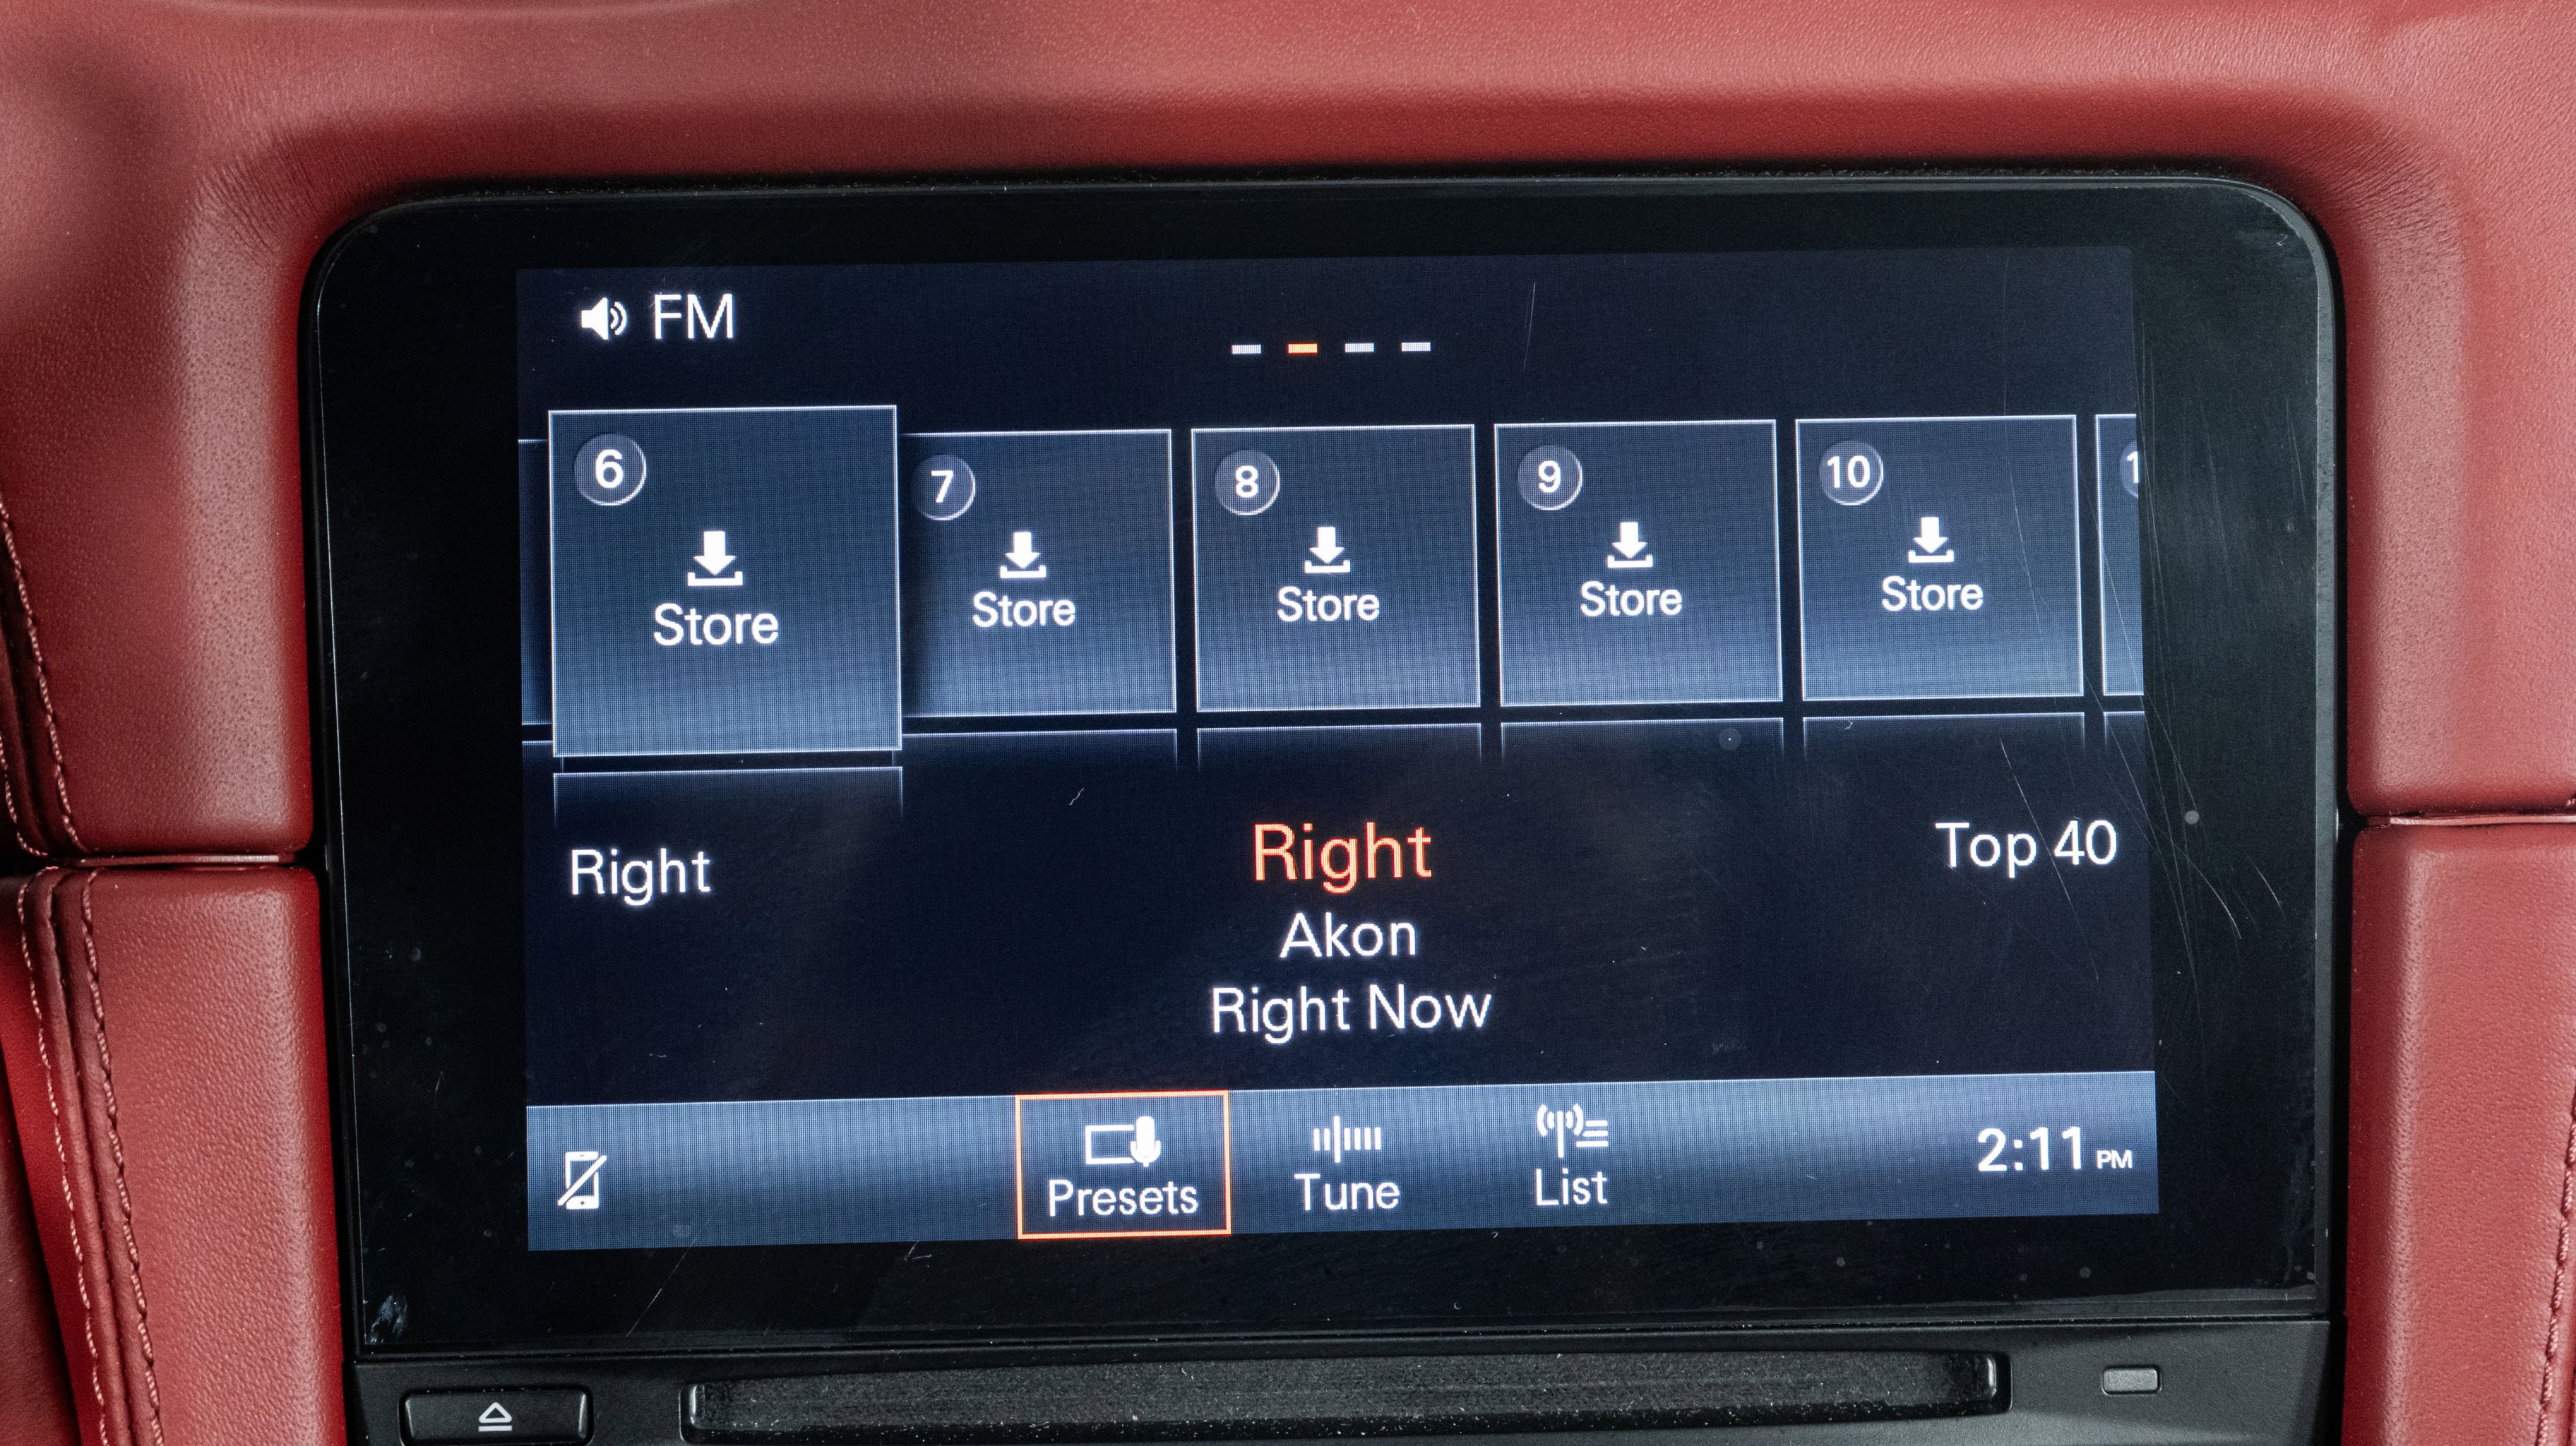 FM
6
Store
7
Store
8
Store
9
Store
10
Store
Right
Right
Top 40
Akon
Right Now
Presets
Tune
List
2:11 PM